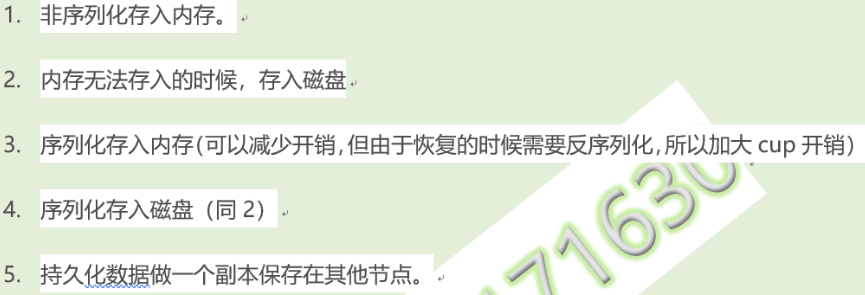 1. 非序列化存入内存。
2. 内存无法存入的时候，存入磁盘
3. 序列化存入内存(可以减少开销,但由于恢复的时候需要反序列化,所以加大 cup 开销)
4. 序列化存入磁盘（同 2）
5. 持久化数据做一个副本保存在其他节点。